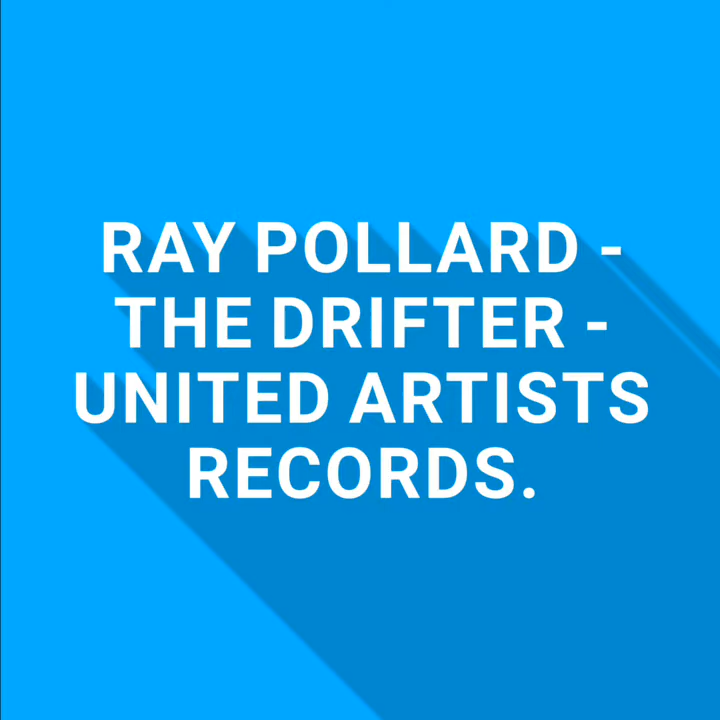 RAY POLLARD -
THE DRIFTER -
UNITED ARTISTS
RECORDS.